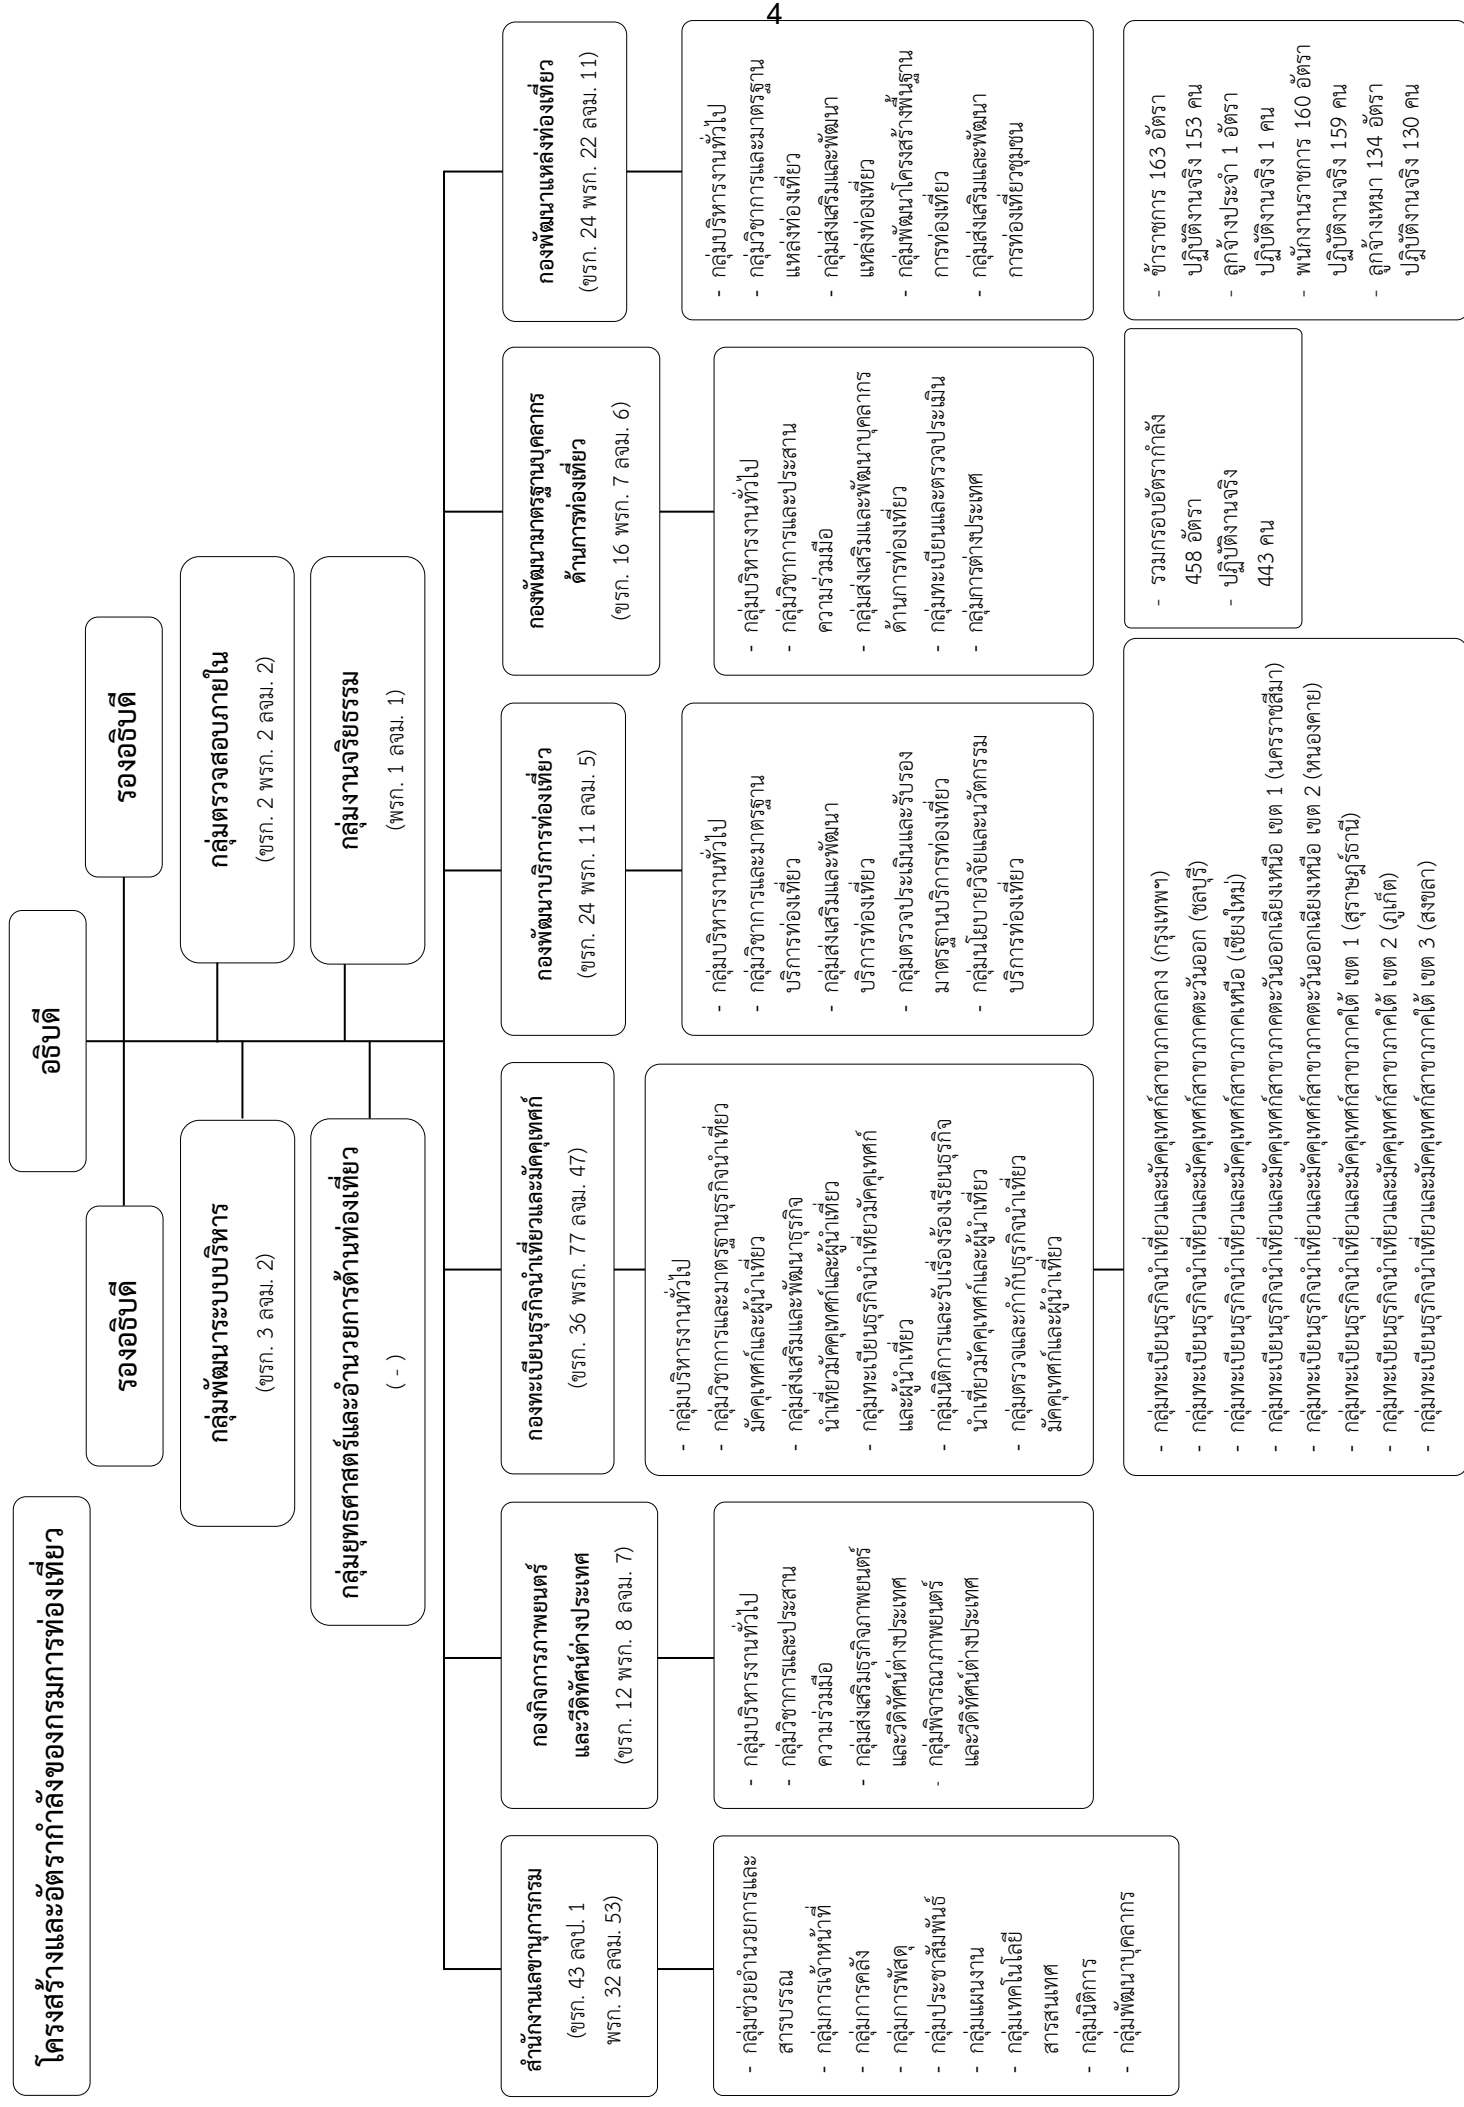 4
โครงสร้างและอัตรากำลังของกรมการท่องเที่ยว
อธิบดี
รองอธิบดี
รองอธิบดี
กลุ่มพัฒนาระบบบริหาร
(ขรก. 3 ลจม. 2)
กลุ่มตรวจสอบภายใน
(ขรก. 2 พรก. 2 ลจม. 2)
กลุ่มยุทธศาสตร์และอำนวยการด้านท่องเที่ยว
( - )
กลุ่มงานจริยธรรม
(พรก. 1 ลจม. 1)
สำนักงานเลขานุการกรม
(ขรก. 43 ลจป. 1
พรก. 32 ลจม. 53)
- กลุ่มช่วยอำนวยการและ
สารบรรณ
- กลุ่มการเจ้าหน้าที่
- กลุ่มการคลัง
- กลุ่มการพัสดุ
- กลุ่มประชาสัมพันธ์
- กลุ่มแผนงาน
- กลุ่มเทคโนโลยี
สารสนเทศ
- กลุ่มนิติการ
- กลุ่มพัฒนาบุคลากร
กองกิจการภาพยนตร์
และวีดิทัศน์ต่างประเทศ
(ขรก. 12 พรก. 8 ลจม. 7)
- กลุ่มบริหารงานทั่วไป
- กลุ่มวิชาการและประสาน
ความร่วมมือ
- กลุ่มส่งเสริมธุรกิจภาพยนตร์
และวีดิทัศน์ต่างประเทศ
- กลุ่มพิจารณาภาพยนตร์
และวีดิทัศน์ต่างประเทศ
กองทะเบียนธุรกิจนำเที่ยวและมัคคุเทศก์
(ขรก. 36 พรก. 77 ลจม. 47)
- กลุ่มบริหารงานทั่วไป
- กลุ่มวิชาการและมาตรฐานธุรกิจนำเที่ยว
มัคคุเทศก์และผู้นำเที่ยว
- กลุ่มส่งเสริมและพัฒนาธุรกิจ
นำเที่ยวมัคคุเทศก์และผู้นำเที่ยว
- กลุ่มทะเบียนธุรกิจนำเที่ยวมัคคุเทศก์
และผู้นำเที่ยว
- กลุ่มนิติการและรับเรื่องร้องเรียนธุรกิจ
นำเที่ยวมัคคุเทศก์และผู้นำเที่ยว
- กลุ่มตรวจและกำกับธุรกิจนำเที่ยว
มัคคุเทศก์และผู้นำเที่ยว
- กลุ่มทะเบียนธุรกิจนำเที่ยวและมัคคุเทศก์สาขาภาคกลาง (กรุงเทพฯ)
- กลุ่มทะเบียนธุรกิจนำเที่ยวและมัคคุเทศก์สาขาภาคตะวันออก (ชลบุรี)
- กลุ่มทะเบียนธุรกิจนำเที่ยวและมัคคุเทศก์สาขาภาคเหนือ (เชียงใหม่)
- กลุ่มทะเบียนธุรกิจนำเที่ยวและมัคคุเทศก์สาขาภาคตะวันออกเฉียงเหนือ เขต 1 (นครราชสีมา)
- กลุ่มทะเบียนธุรกิจนำเที่ยวและมัคคุเทศก์สาขาภาคตะวันออกเฉียงเหนือ เขต 2 (หนองคาย)
- กลุ่มทะเบียนธุรกิจนำเที่ยวและมัคคุเทศก์สาขาภาคใต้ เขต 1 (สุราษฎร์ธานี)
- กลุ่มทะเบียนธุรกิจนำเที่ยวและมัคคุเทศก์สาขาภาคใต้ เขต 2 (ภูเก็ต)
- กลุ่มทะเบียนธุรกิจนำเที่ยวและมัคคุเทศก์สาขาภาคใต้ เขต 3 (สงขลา)
กองพัฒนาบริการท่องเที่ยว
(ขรก. 24 พรก. 11 ลจม. 5)
- กลุ่มบริหารงานทั่วไป
- กลุ่มวิชาการและมาตรฐาน
บริการท่องเที่ยว
- กลุ่มส่งเสริมและพัฒนา
บริการท่องเที่ยว
- กลุ่มตรวจประเมินและรับรอง
มาตรฐานบริการท่องเที่ยว
- กลุ่มนโยบายวิจัยและนวัตกรรม
บริการท่องเที่ยว
กองพัฒนามาตรฐานบุคลากร
ด้านการท่องเที่ยว
(ขรก. 16 พรก. 7 ลจม. 6)
- กลุ่มบริหารงานทั่วไป
- กลุ่มวิชาการและประสาน
ความร่วมมือ
- กลุ่มส่งเสริมและพัฒนาบุคลากร
ด้านการท่องเที่ยว
- กลุ่มทะเบียนและตรวจประเมิน
- กลุ่มการต่างประเทศ
กองพัฒนาแหล่งท่องเที่ยว
(ขรก. 24 พรก. 22 ลจม. 11)
- กลุ่มบริหารงานทั่วไป
- กลุ่มวิชาการและมาตรฐาน
แหล่งท่องเที่ยว
- กลุ่มส่งเสริมและพัฒนา
แหล่งท่องเที่ยว
- กลุ่มพัฒนาโครงสร้างพื้นฐาน
การท่องเที่ยว
- กลุ่มส่งเสริมและพัฒนา
การท่องเที่ยวชุมชน
- รวมกรอบอัตรากำลัง
458 อัตรา
- ปฏิบัติงานจริง
443 คน
- ข้าราชการ 163 อัตรา
ปฏิบัติงานจริง 153 คน
- ลูกจ้างประจำ 1 อัตรา
ปฏิบัติงานจริง 1 คน
- พนักงานราชการ 160 อัตรา
ปฏิบัติงานจริง 159 คน
- ลูกจ้างเหมา 134 อัตรา
ปฏิบัติงานจริง 130 คน